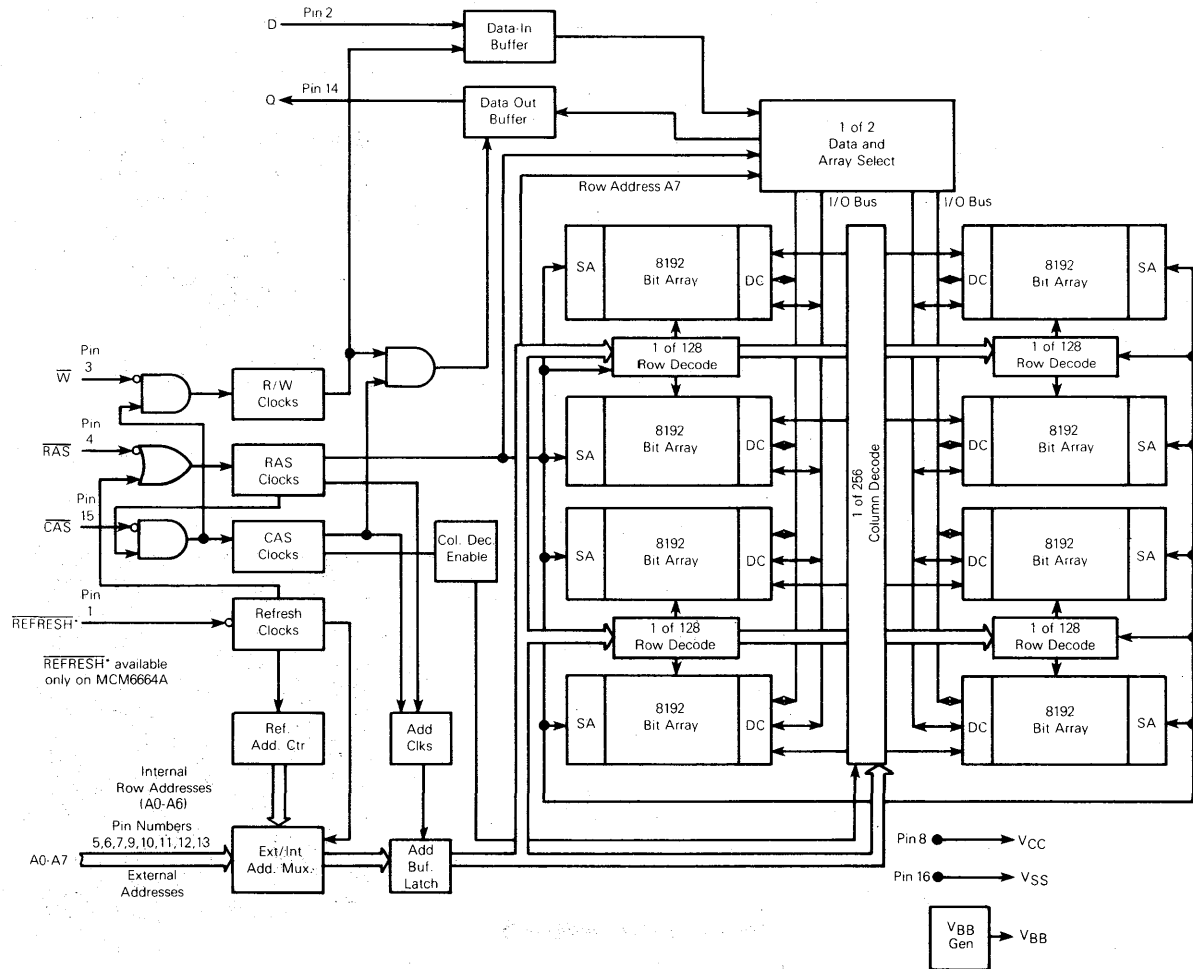 D
Pin 2
Data-In
Buffer
Q
Pin 14
Data Out
Buffer
1 of 2
Data and
Array Select
Row Address A7
I/O Bus
I/O Bus
SA
8192
Bit Array
DC
DC
8192
Bit Array
SA
1 of 128
Row Decode
1 of 128
Row Decode
SA
8192
Bit Array
DC
DC
8192
Bit Array
SA
1 of 256
Column Decode
SA
8192
Bit Array
DC
DC
8192
Bit Array
SA
1 of 128
Row Decode
1 of 128
Row Decode
SA
8192
Bit Array
DC
DC
8192
Bit Array
SA
Pin
3
W̅
R/W
Clocks
Pin
4
R̅A̅S̅
RAS
Clocks
Pin
15
C̅A̅S̅
CAS
Clocks
Col. Dec.
Enable
Pin
1
R̅E̅F̅R̅E̅S̅H̅*
Refresh
Clocks
R̅E̅F̅R̅E̅S̅H̅* available
only on MCM6664A
Ref.
Add. Ctr
Add
Clks
Internal
Row Addresses
(A0-A6)
Pin Numbers
5,6,7,9,10,11,12,13
A0-A7
External
Addresses
Ext/Int
Add. Mux.
Add
Buf.
Latch
Pin 8
VCC
Pin 16
VSS
VBB
Gen
VBB